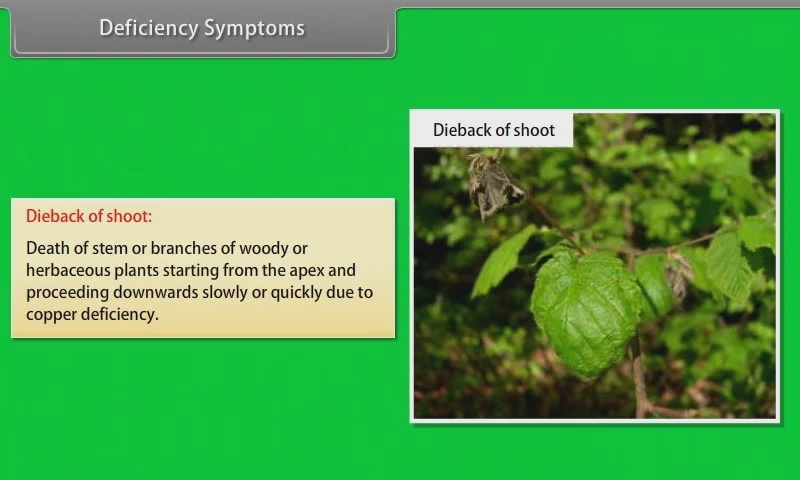 Deficiency Symptoms
Dieback of shoot
Dieback of shoot:
Death of stem or branches of woody or
herbaceous plants starting from the apex and
proceeding downwards slowly or quickly due to
copper deficiency.